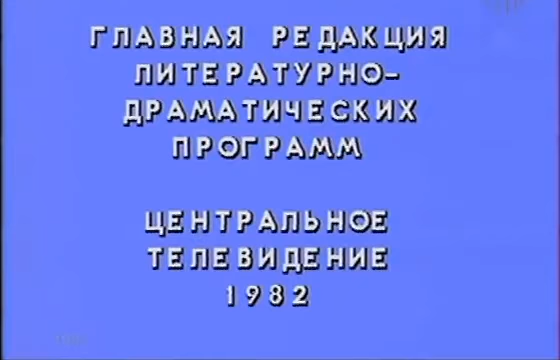 ГЛАВНАЯ РЕДАКЦИЯ
ЛИТЕРАТУРНО-
ДРАМАТИЧЕСКИХ
ПРОГРАММ
ЦЕНТРАЛЬНОЕ
ТЕЛЕВИДЕНИЕ
1982